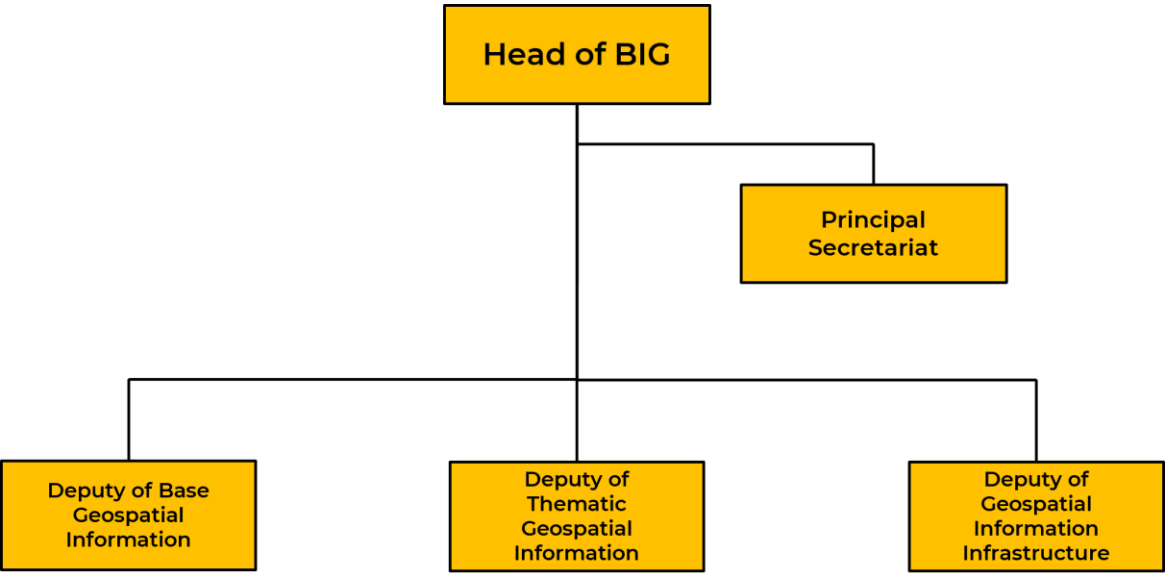 Head of BIG
Principal
Secretariat
Deputy of Base
Geospatial
Information
Deputy of
Thematic
Geospatial
Information
Deputy of
Geospatial
Information
Infrastructure